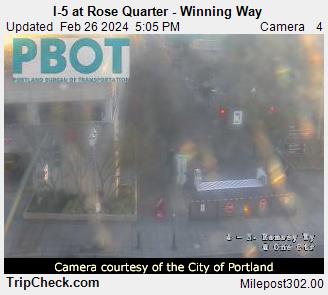 I-5 at Rose Quarter - Winning Way
Updated Feb 26 2024 5:05 PM Camera 4
PBOT
PORTLAND BUREAU OF TRANSPORTATION
Camera courtesy of the City of Portland
TripCheck.com Milepost302.00